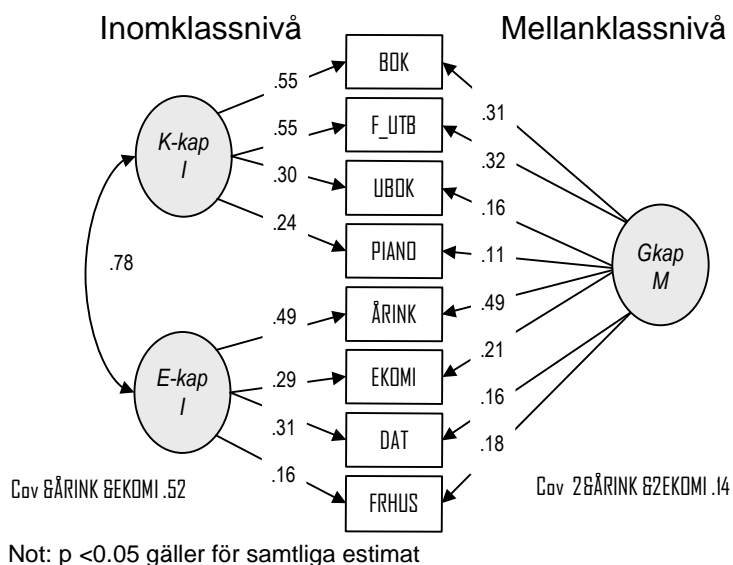 Inomklassnivå
Mellanklassnivå
BOK
.55
.31
F_UTB
.55
.32
K-kap
I
UBOK
.30
.16
PIANO
.24
.11
Gkap
M
.78
ÅRINK
.49
.49
EKOMI
.29
.21
E-kap
I
DAT
.31
.16
FRHUS
.16
.18
Cov &ÅRINK &EKOMI .52
Cov 2&ÅRINK &2EKOMI .14
Not: p <0.05 gäller för samtliga estimat